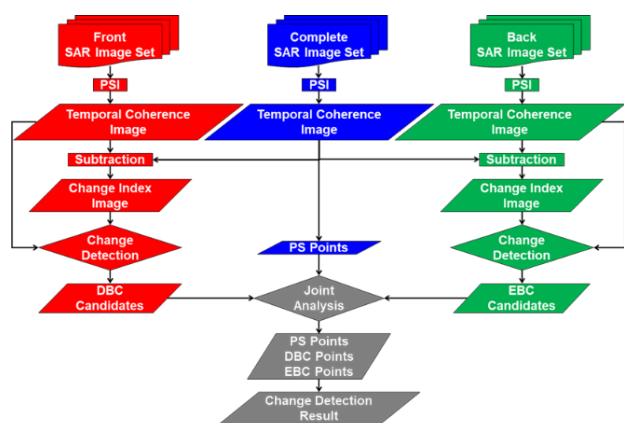 Front
SAR Image Set
Complete
SAR Image Set
Back
SAR Image Set
PSI
PSI
PSI
Temporal Coherence
Image
Temporal Coherence
Image
Temporal Coherence
Image
Subtraction
Subtraction
Change Index
Image
Change Index
Image
Change
Detection
PS Points
Change
Detection
DBC
Candidates
Joint
Analysis
EBC
Candidates
PS Points
DBC Points
EBC Points
Change Detection
Result